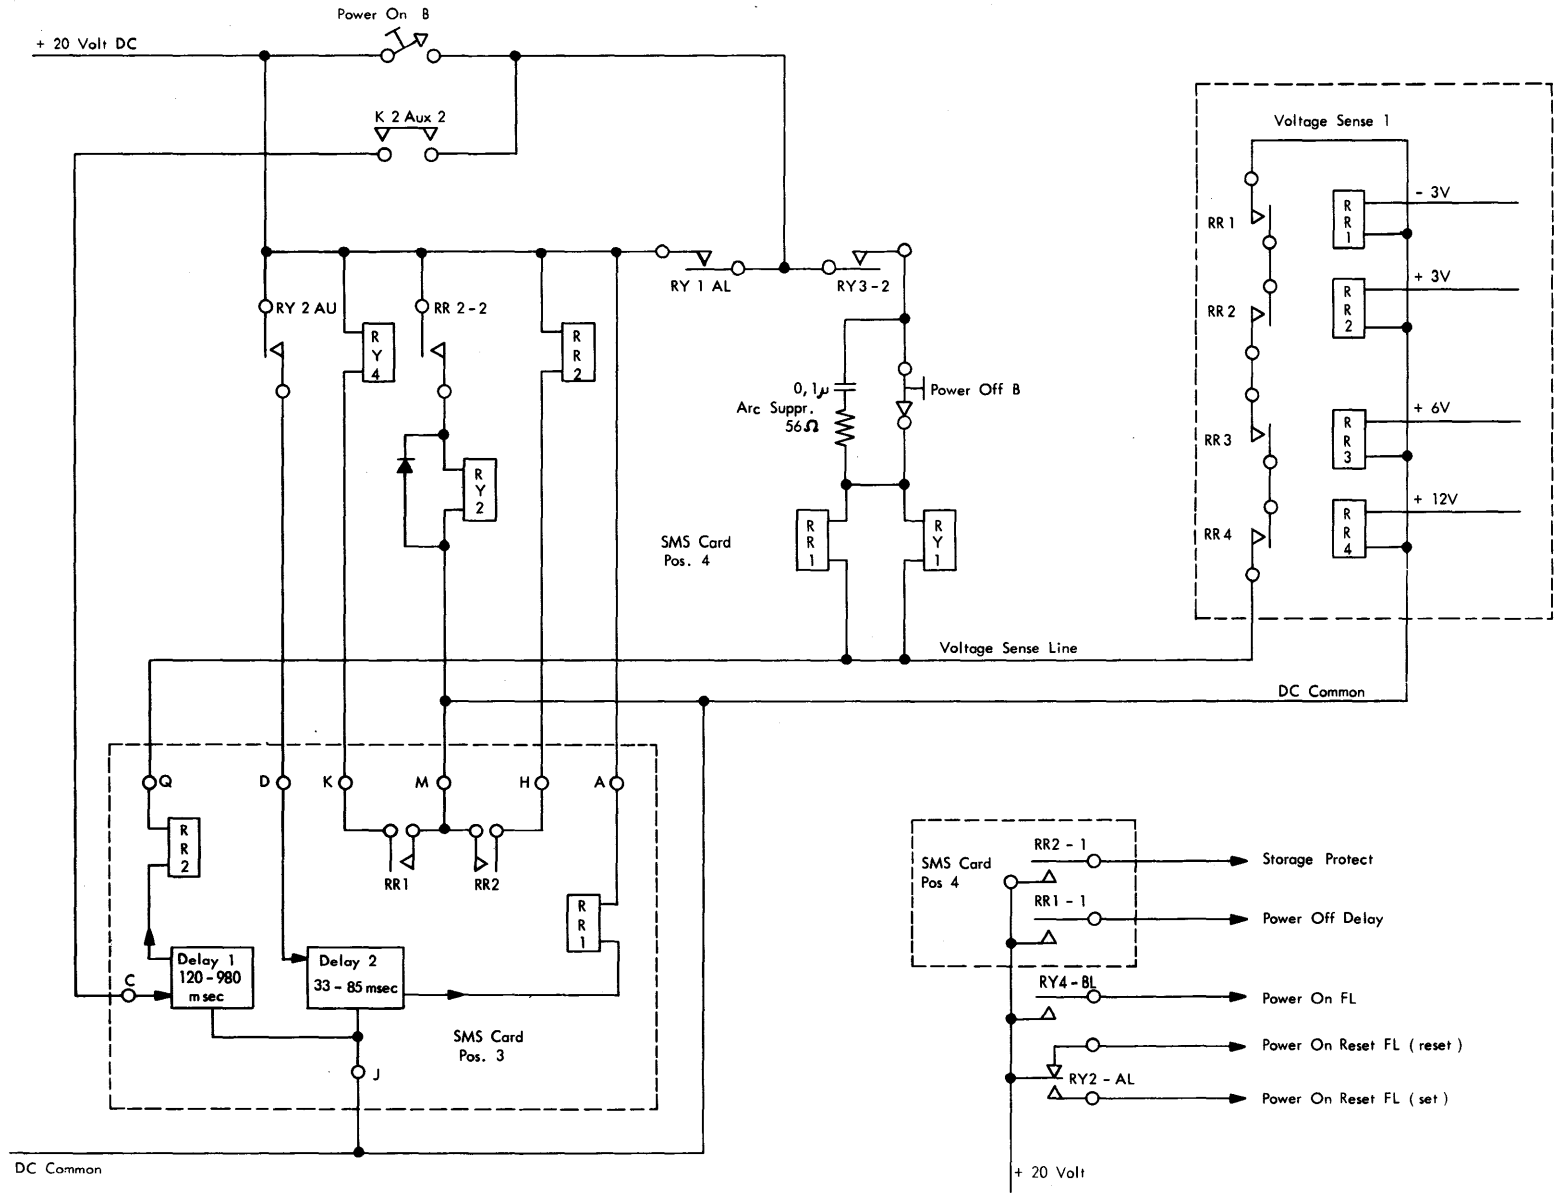 Power On B
+ 20 Volt DC
K 2 Aux 2
Voltage Sense 1
RR 1
R R 1
- 3V
RR 2
R R 2
+ 3V
RR 3
R R 3
+ 6V
RR 4
R R 4
+ 12V
RY 1 AL
RY3 - 2
RY 2 AU
R Y 4
RR 2 - 2
R R 2
0,1µ
Arc Suppr.
56Ω
Power Off B
R Y 2
SMS Card
Pos. 4
R R 1
R Y 1
Voltage Sense Line
DC Common
Q
D
K
M
H
A
R R 2
RR1
RR2
R R 1
C
Delay 1
120 - 980
m sec
Delay 2
33 - 85 msec
SMS Card
Pos. 3
J
DC Common
SMS Card
Pos 4
RR2 - 1
Storage Protect
RR1 - 1
Power Off Delay
RY4 - BL
Power On FL
Power On Reset FL ( reset )
RY2 - AL
Power On Reset FL ( set )
+ 20 Volt